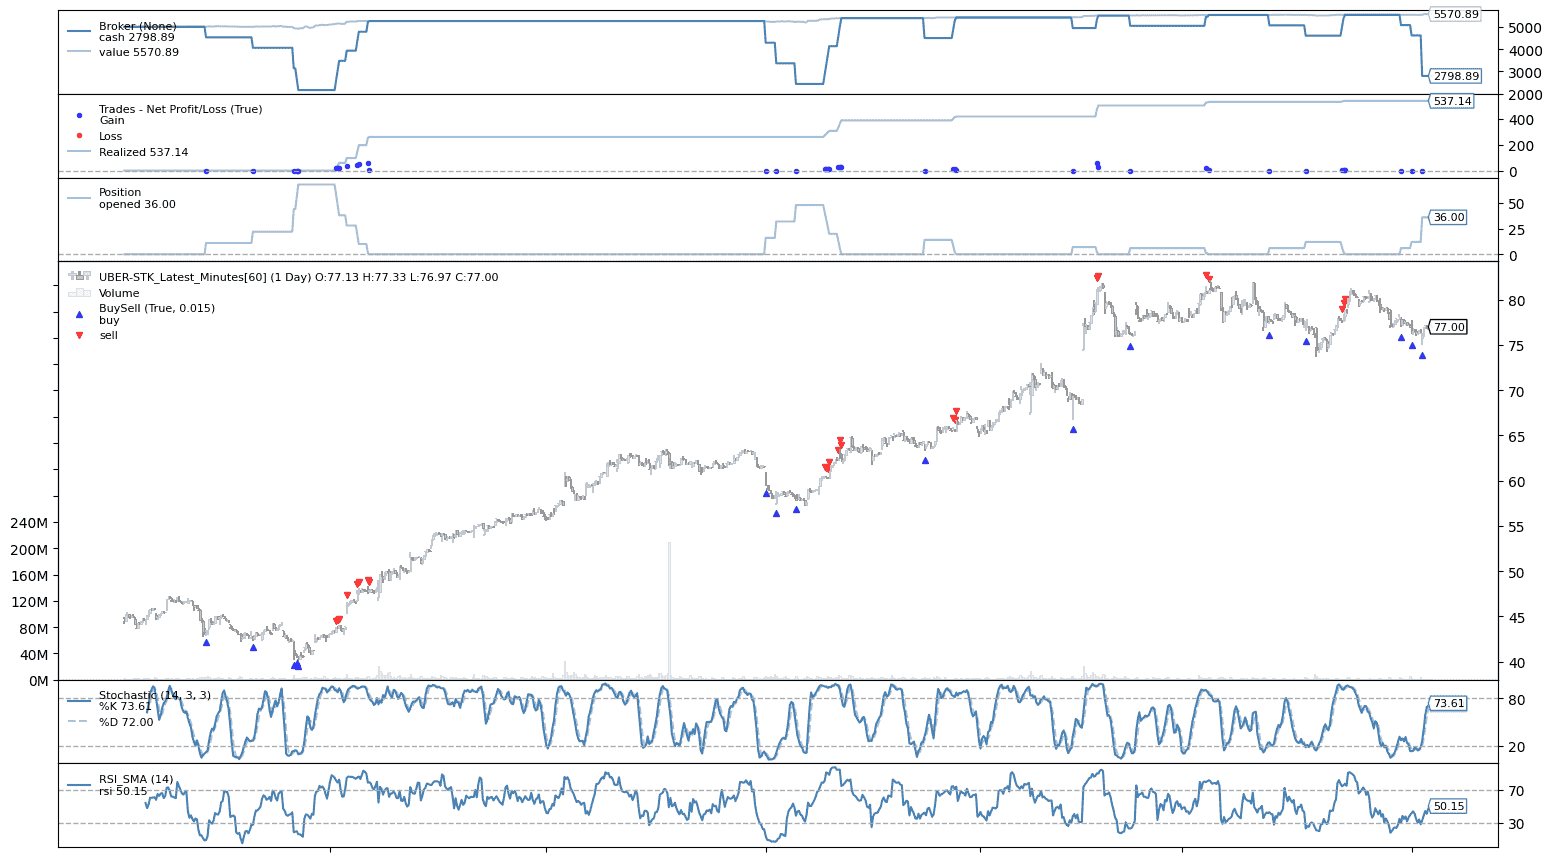 Broker (None)
cash 2798.89
value 5570.89
5570.89
5000
4000
3000
2798.89
2000
Trades - Net Profit/Loss (True)
Gain
Loss
Realized 537.14
537.14
400
200
0
Position
opened 36.00
50
36.00
25
0
UBER-STK_Latest_Minutes[60] (1 Day) O:77.13 H:77.33 L:76.97 C:77.00
Volume
BuySell (True, 0.015)
buy
sell
80
77.00
75
70
65
60
55
50
45
40
240M
200M
160M
120M
80M
40M
0M
Stochastic (14, 3, 3)
%K 73.61
%D 72.00
80
73.61
20
RSI_SMA (14)
rsi 50.15
70
50.15
30